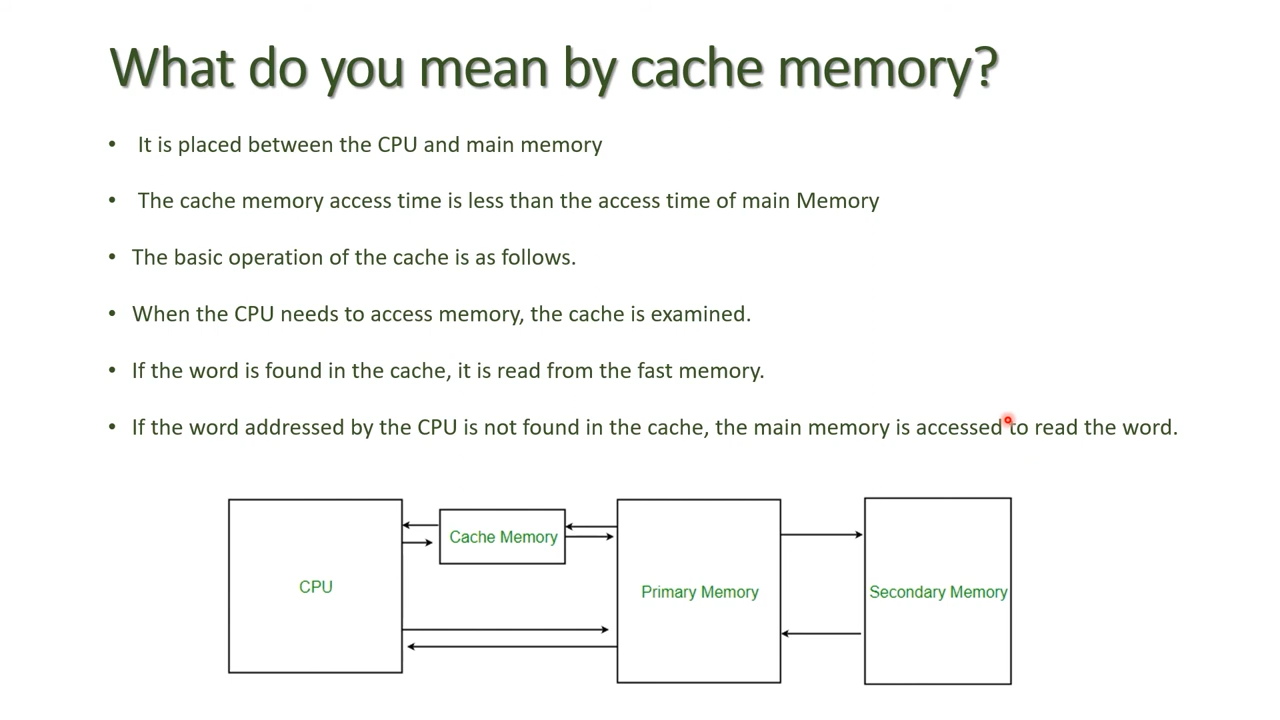 What do you mean by cache memory?
• It is placed between the CPU and main memory
• The cache memory access time is less than the access time of main Memory
• The basic operation of the cache is as follows.
• When the CPU needs to access memory, the cache is examined.
• If the word is found in the cache, it is read from the fast memory.
• If the word addressed by the CPU is not found in the cache, the main memory is accessed to read the word.
CPU
Cache Memory
Primary Memory
Secondary Memory